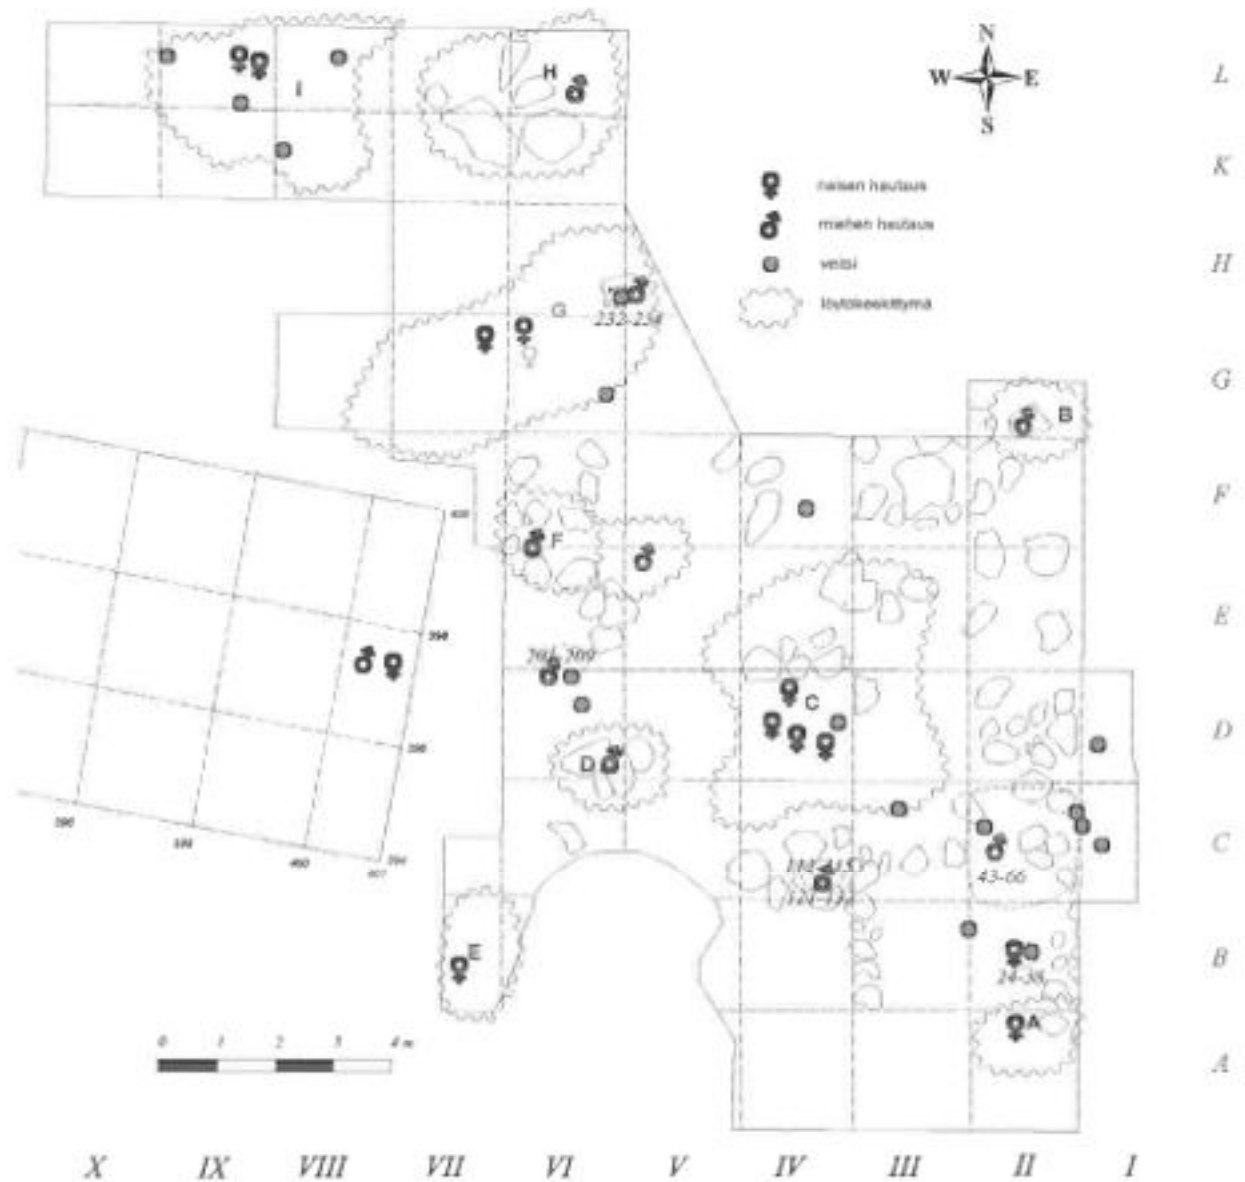 N
W E
S
L
K
H
G
F
E
D
C
B
A
naisen hautaus
miehen hautaus
veitsi
löytökeskittymä
I
H
G
232-234
B
F
C
D
43-66
E
24-38
A
390
0 1 2 3 4 m
X IX VIII VII VI V IV III II I